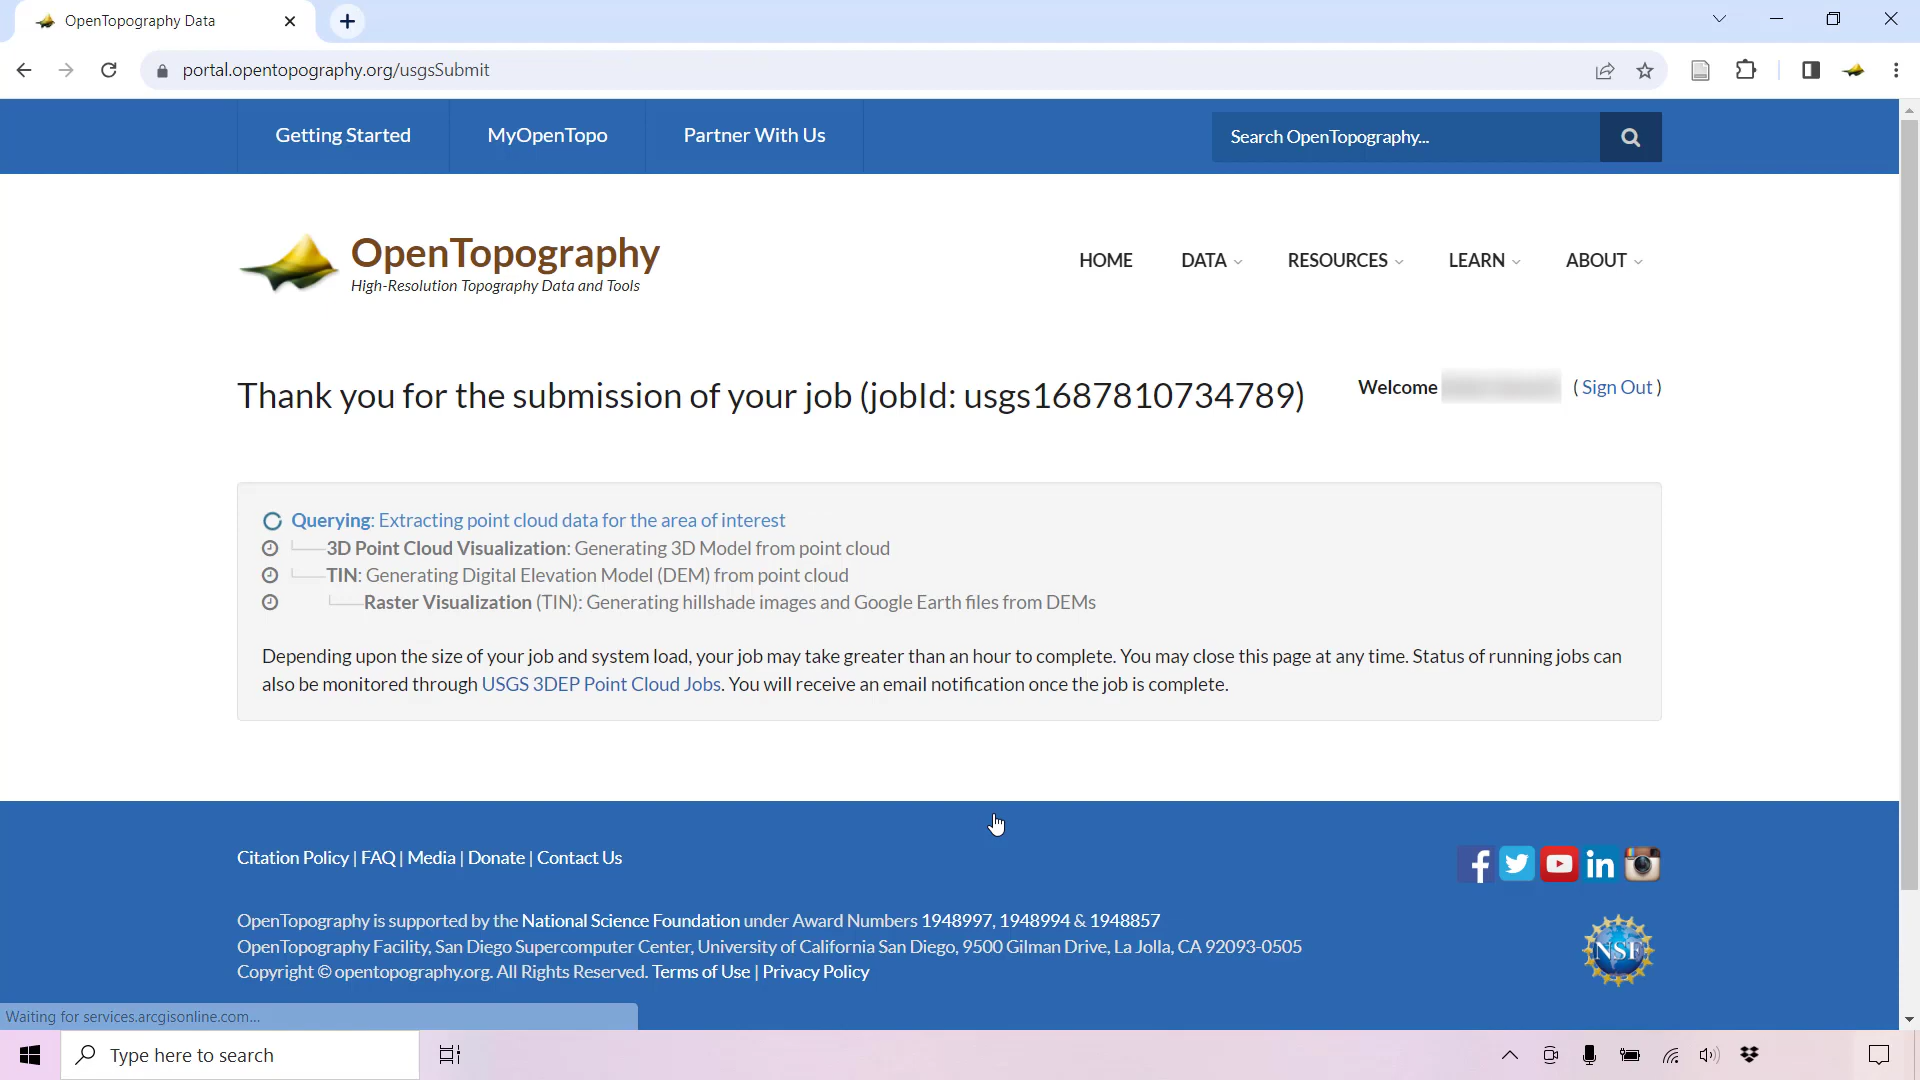 OpenTopography Data
portal.opentopography.org/usgsSubmit
Getting Started
MyOpenTopo
Partner With Us
Search OpenTopography...
OpenTopography
High-Resolution Topography Data and Tools
HOME
DATA
RESOURCES
LEARN
ABOUT
Thank you for the submission of your job (jobId: usgs1687810734789)
Welcome ( Sign Out )
Querying: Extracting point cloud data for the area of interest
3D Point Cloud Visualization: Generating 3D Model from point cloud
TIN: Generating Digital Elevation Model (DEM) from point cloud
Raster Visualization (TIN): Generating hillshade images and Google Earth files from DEMs
Depending upon the size of your job and system load, your job may take greater than an hour to complete. You may close this page at any time. Status of running jobs can
also be monitored through USGS 3DEP Point Cloud Jobs. You will receive an email notification once the job is complete.
Citation Policy | FAQ | Media | Donate | Contact Us
OpenTopography is supported by the National Science Foundation under Award Numbers 1948997, 1948994 & 1948857
OpenTopography Facility, San Diego Supercomputer Center, University of California San Diego, 9500 Gilman Drive, La Jolla, CA 92093-0505
Copyright © opentopography.org. All Rights Reserved. Terms of Use | Privacy Policy
NSF
Waiting for services.arcgisonline.com...
Type here to search